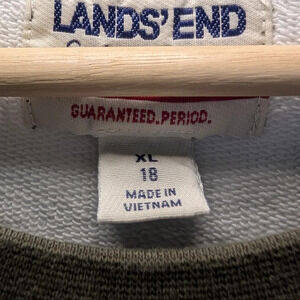 LANDS' END
GUARANTEED. PERIOD.
XL
18
MADE IN
VIETNAM